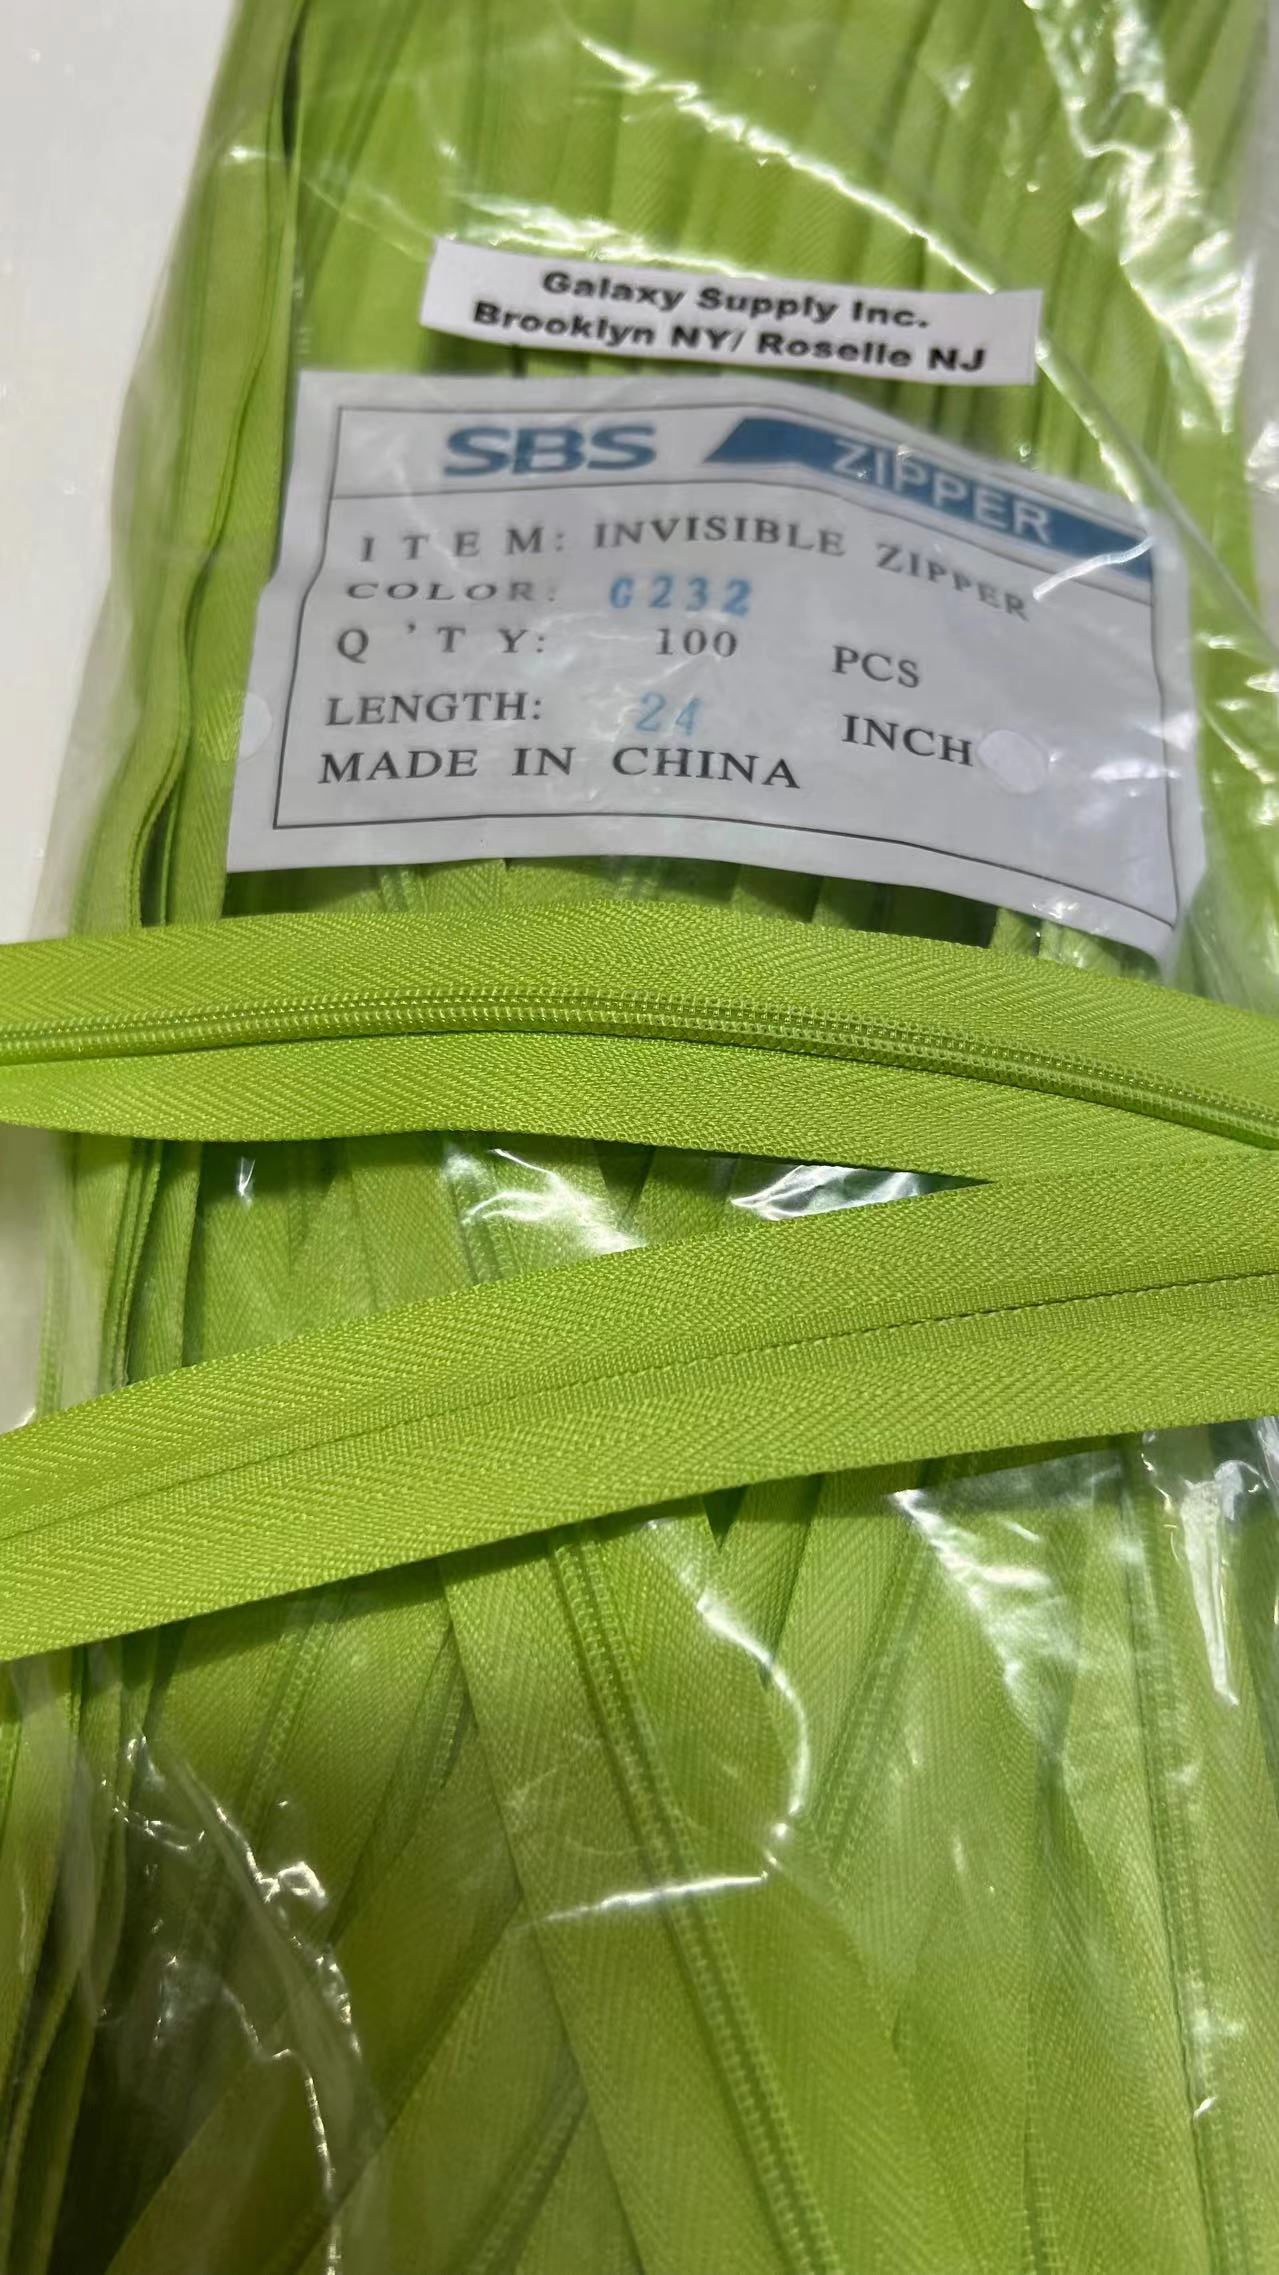 Galaxy Supply Inc.
Brooklyn NY/ Roselle NJ
SBS ZIPPER
ITEM: INVISIBLE ZIPPER
COLOR: G232
Q'TY: 100 PCS
LENGTH: 24 INCH
MADE IN CHINA